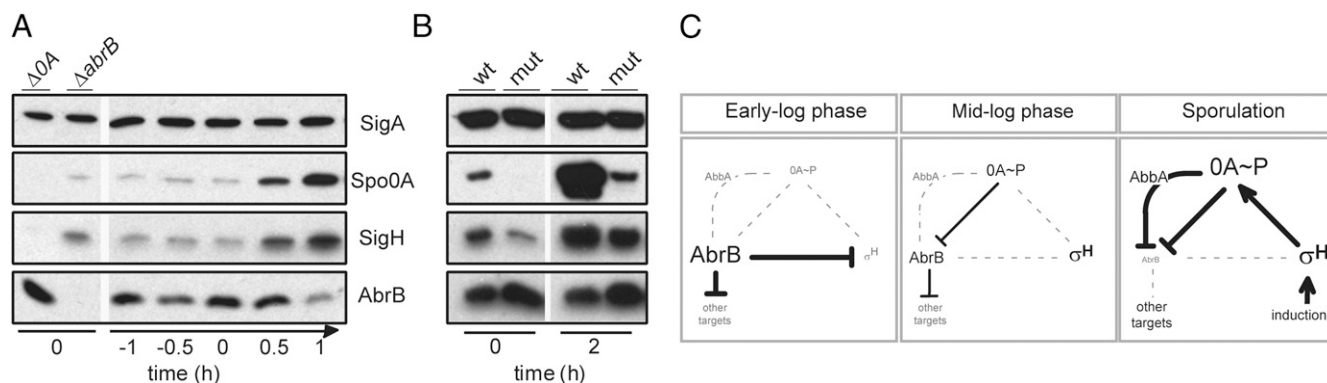 A
Δ0A
ΔabrB
SigA
Spo0A
SigH
AbrB
0 -1 -0.5 0 0.5 1
time (h)
B
wt mut wt mut
0 2
time (h)
C
Early-log phase
Mid-log phase
Sporulation
AbbA 0A~P
AbrB σH
other
targets
AbbA 0A~P
AbrB σH
other
targets
AbbA 0A~P
AbrB σH
other
targets
induction